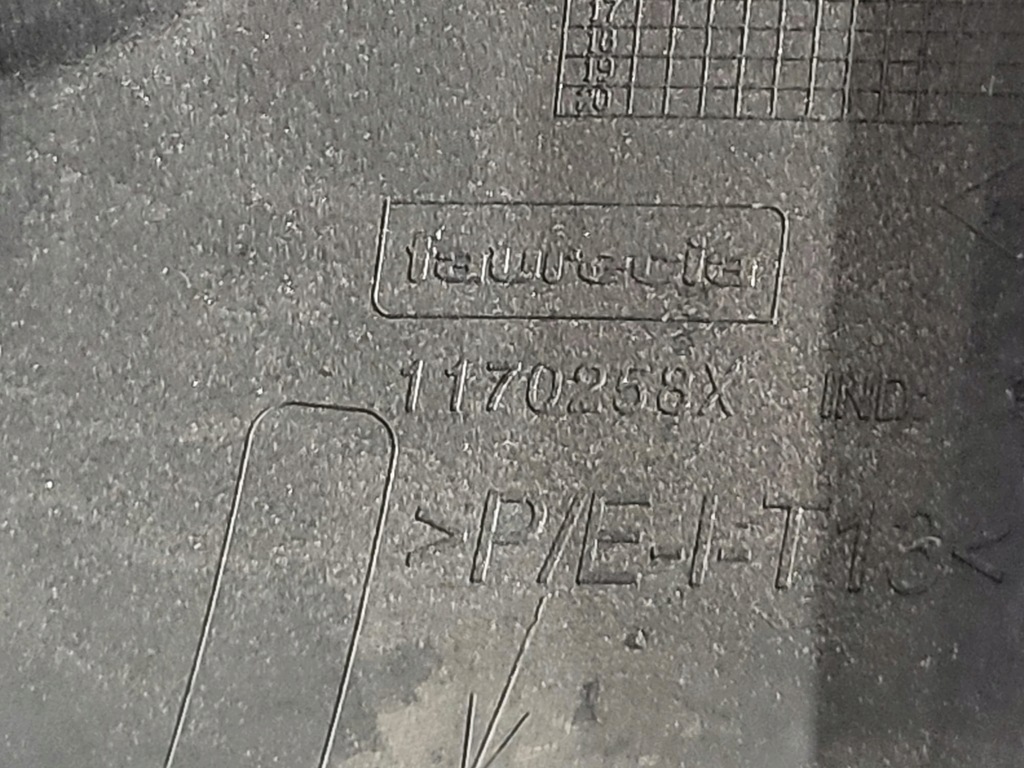 17
18
19
20
faurecia
1170258X IND:
>P/E-I-T13<